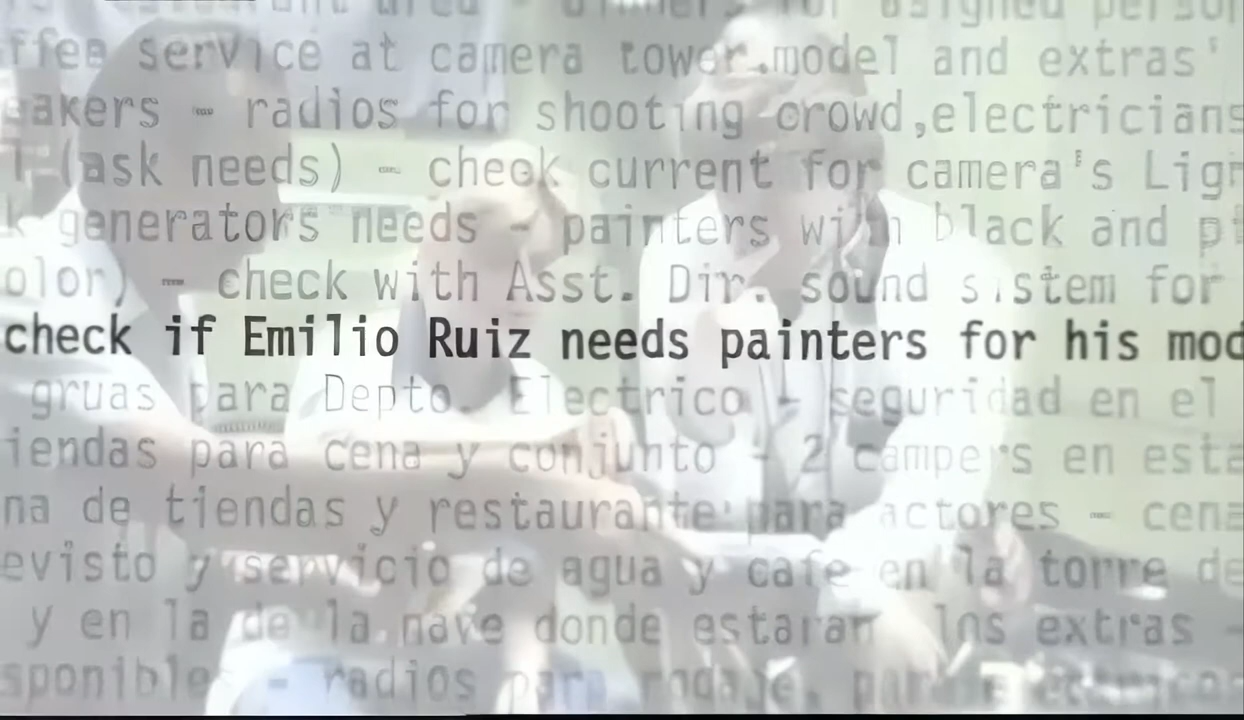 service at camera tower.model and extras'
akers - radios for shooting crowd,electricians
(ask needs) - check current for camera's
generators needs - painters with black and
olor) - check with Asst. Dir. sound sistem for
check if Emilio Ruiz needs painters for his mod
gruas para Depto. Electrico - seguridad en el
iendas para cena y conjunto - 2 campers en esta
na de tiendas y restaurante para actores - cena
evisto y servicio de agua y cafe en la torre de
y en la de la nave donde estaran los extras -
sponibles - radios para rodaje,